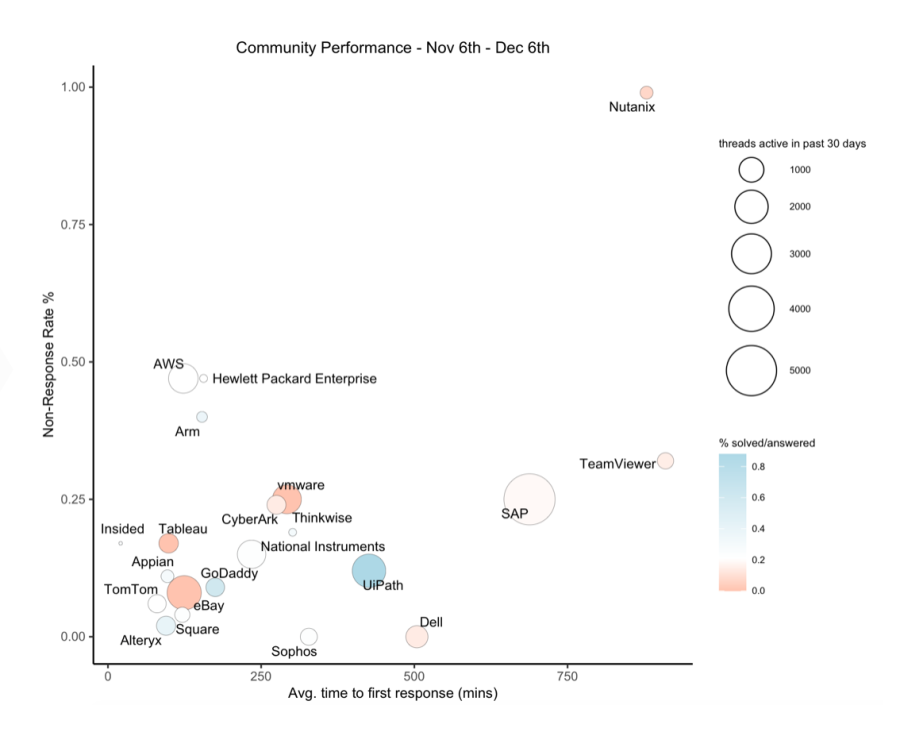 Community Performance - Nov 6th - Dec 6th
1.00
Nutanix
threads active in past 30 days
1000
2000
0.75
3000
4000
Non-Response Rate %
0.50
AWS
5000
Hewlett Packard Enterprise
Arm
% solved/answered
TeamViewer
0.8
vmware
0.6
0.25
SAP
CyberArk
Thinkwise
0.4
Insided
Tableau
National Instruments
0.2
Appian
GoDaddy
UiPath
0.0
TomTom
eBay
Square
Dell
0.00
Alteryx
Sophos
0
250
500
750
Avg. time to first response (mins)